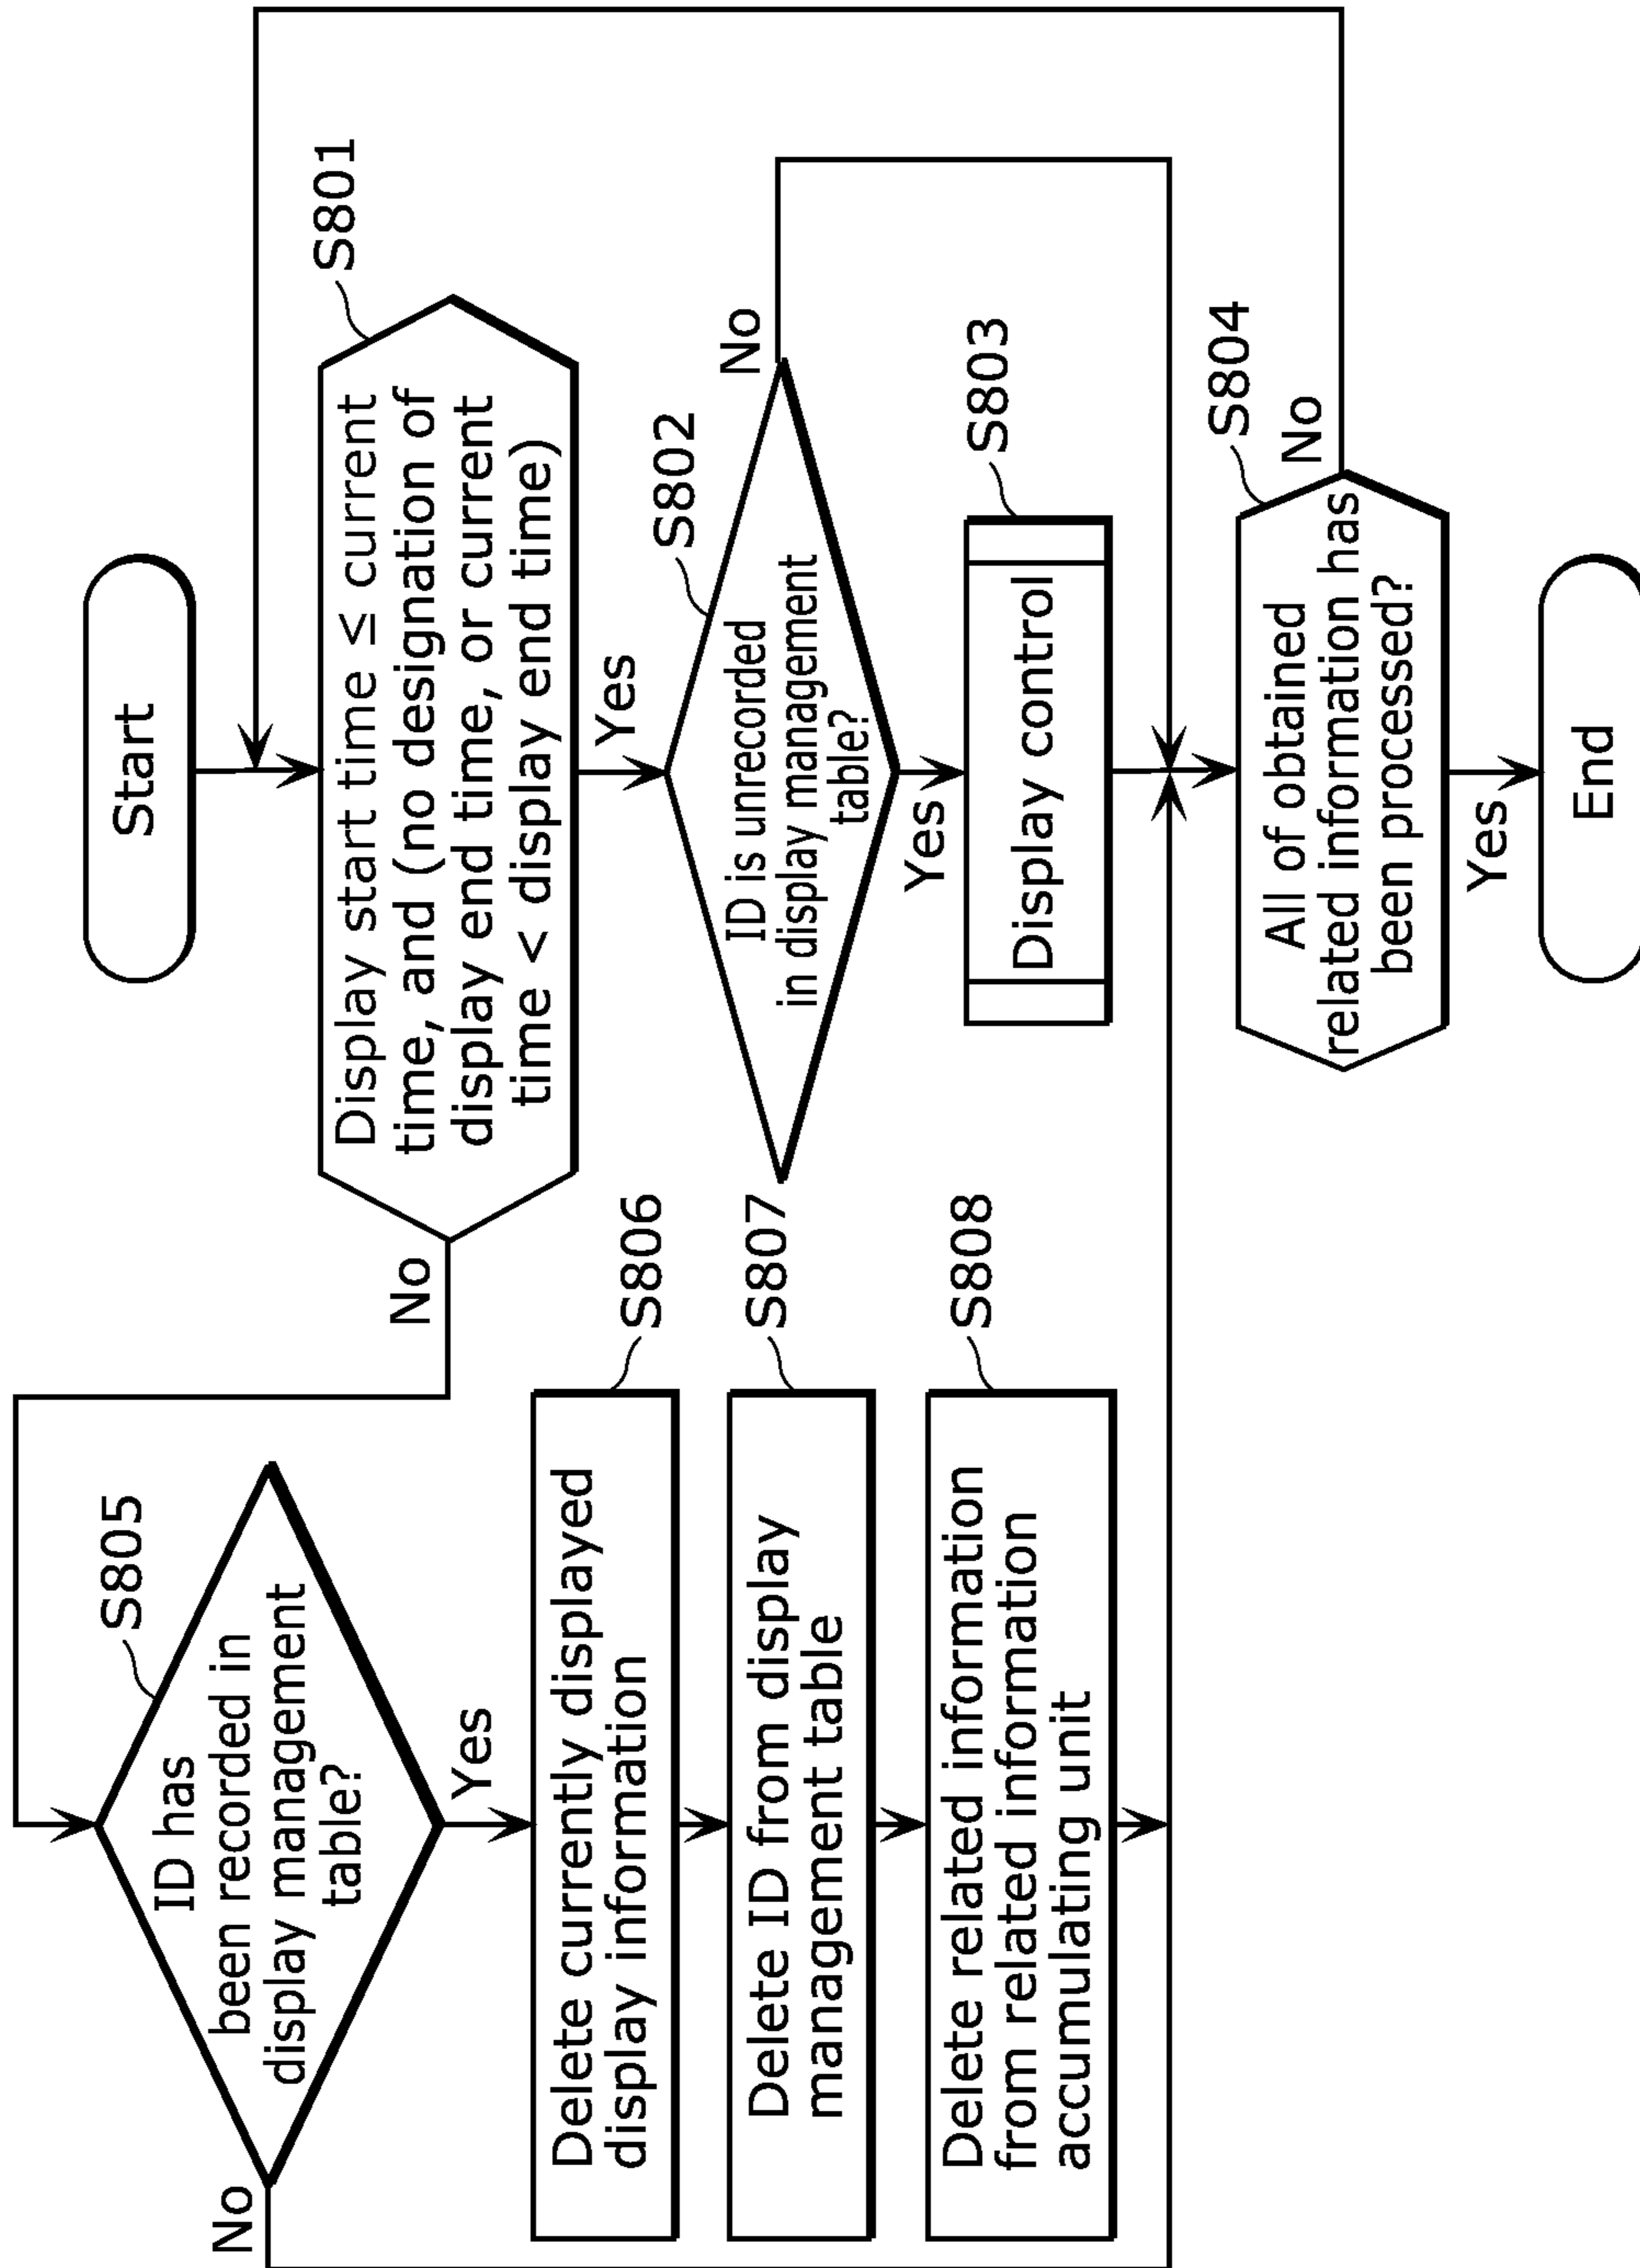 Start
S801
Display start time ≤ current
time, and (no designation of
display end time, or current
time < display end time)
No
Yes
S802
ID is unrecorded
in display management
table?
No
Yes
S803
Display control
S804
All of obtained
related information has
been processed?
No
Yes
End
S805
ID has
been recorded in
display management
table?
No
Yes
S806
Delete currently displayed
display information
S807
Delete ID from display
management table
S808
Delete related information
from related information
accumulating unit